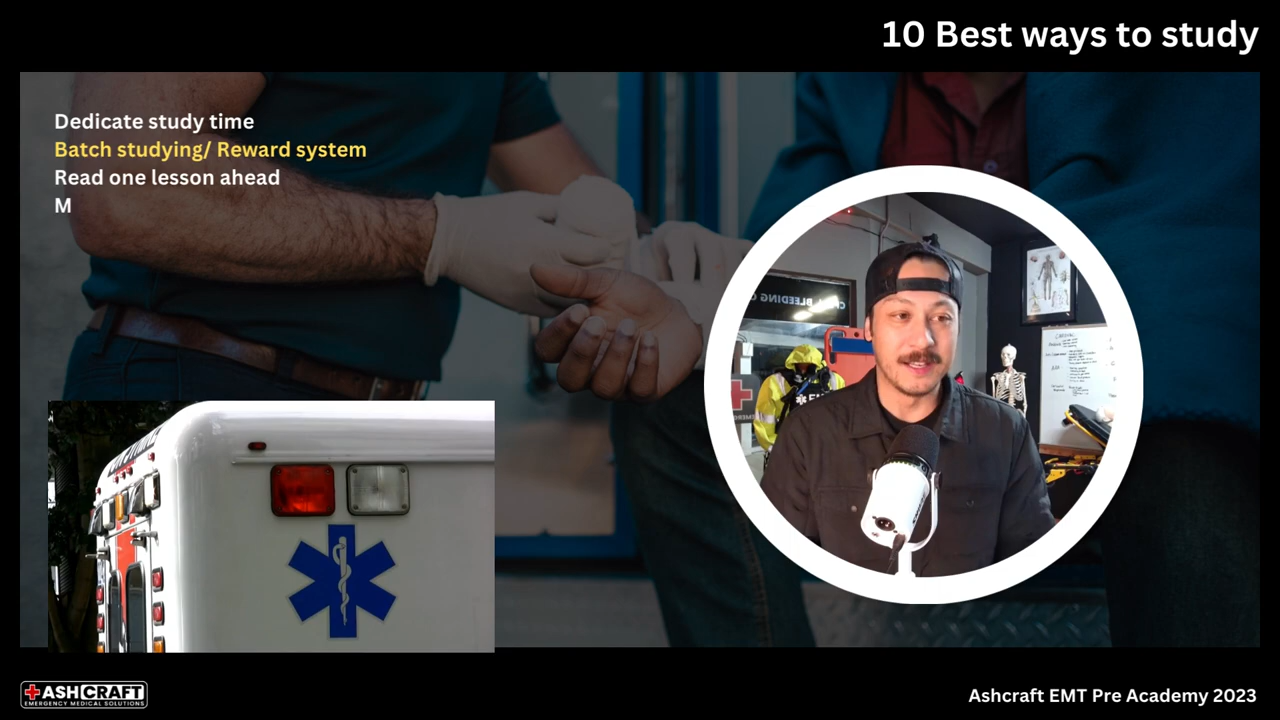 10 Best ways to study
Dedicate study time
Batch studying/ Reward system
Read one lesson ahead
M
ASHCRAFT
EMERGENCY MEDICAL SOLUTIONS
Ashcraft EMT Pre Academy 2023